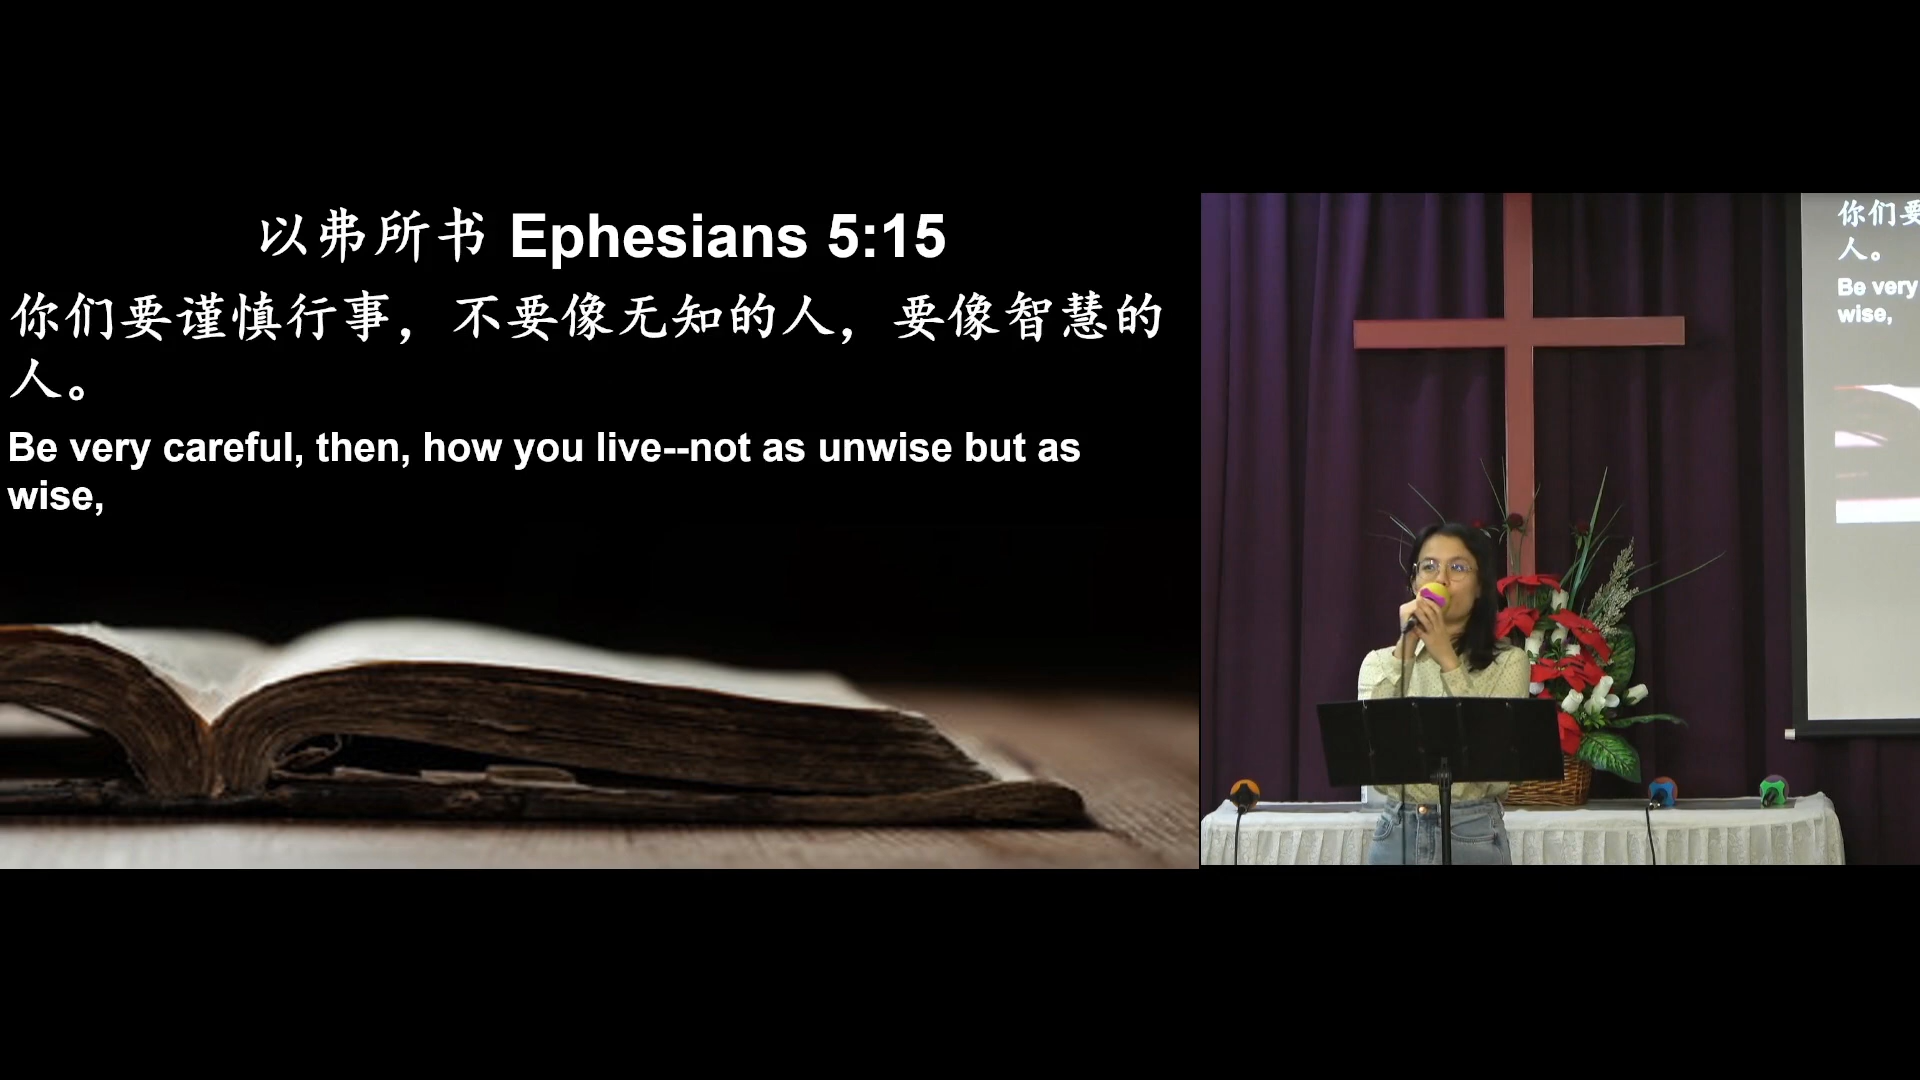 以弗所书 Ephesians 5:15
你们要谨慎行事，不要像无知的人，要像智慧的
人。
Be very careful, then, how you live--not as unwise but as
wise,
你们要
人。
Be very
wise,